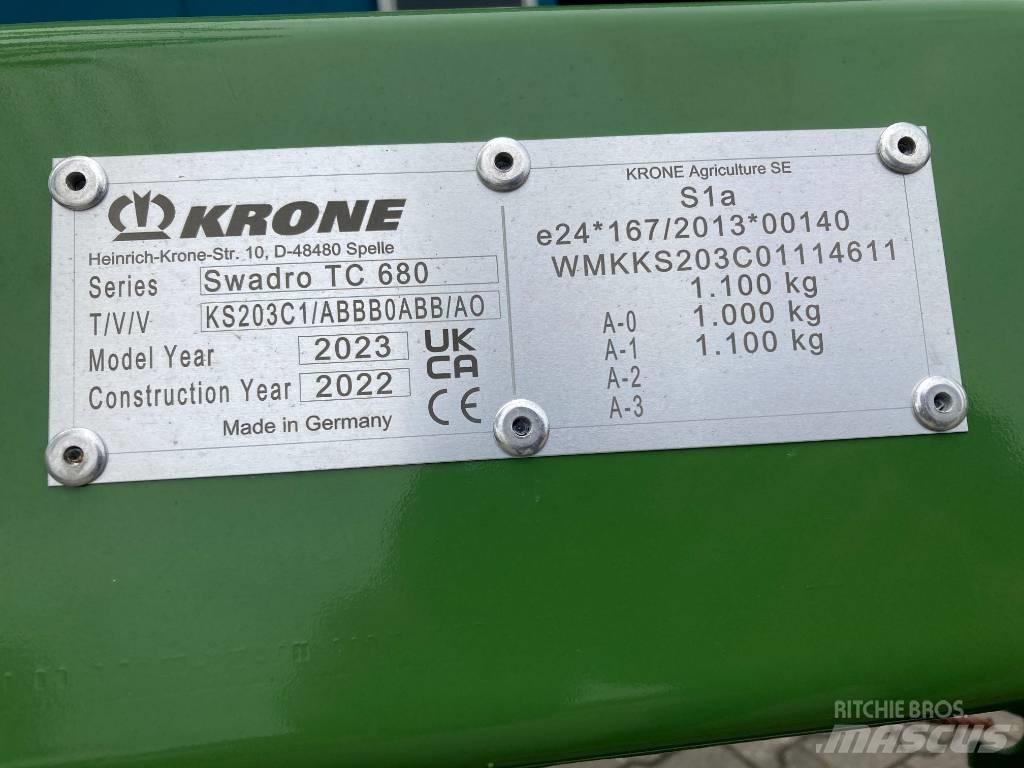 KRONE
Heinrich-Krone-Str. 10, D-48480 Spelle
Series Swadro TC 680
T/V/V KS203C1/ABBB0ABB/AO
Model Year 2023
UK
CA
Construction Year 2022
CE
Made in Germany
KRONE Agriculture SE
S1a
e24*167/2013*00140
WMKKS203C01114611
1.100 kg
A-0 1.000 kg
A-1 1.100 kg
A-2
A-3
RITCHIE BROS
MASCUS